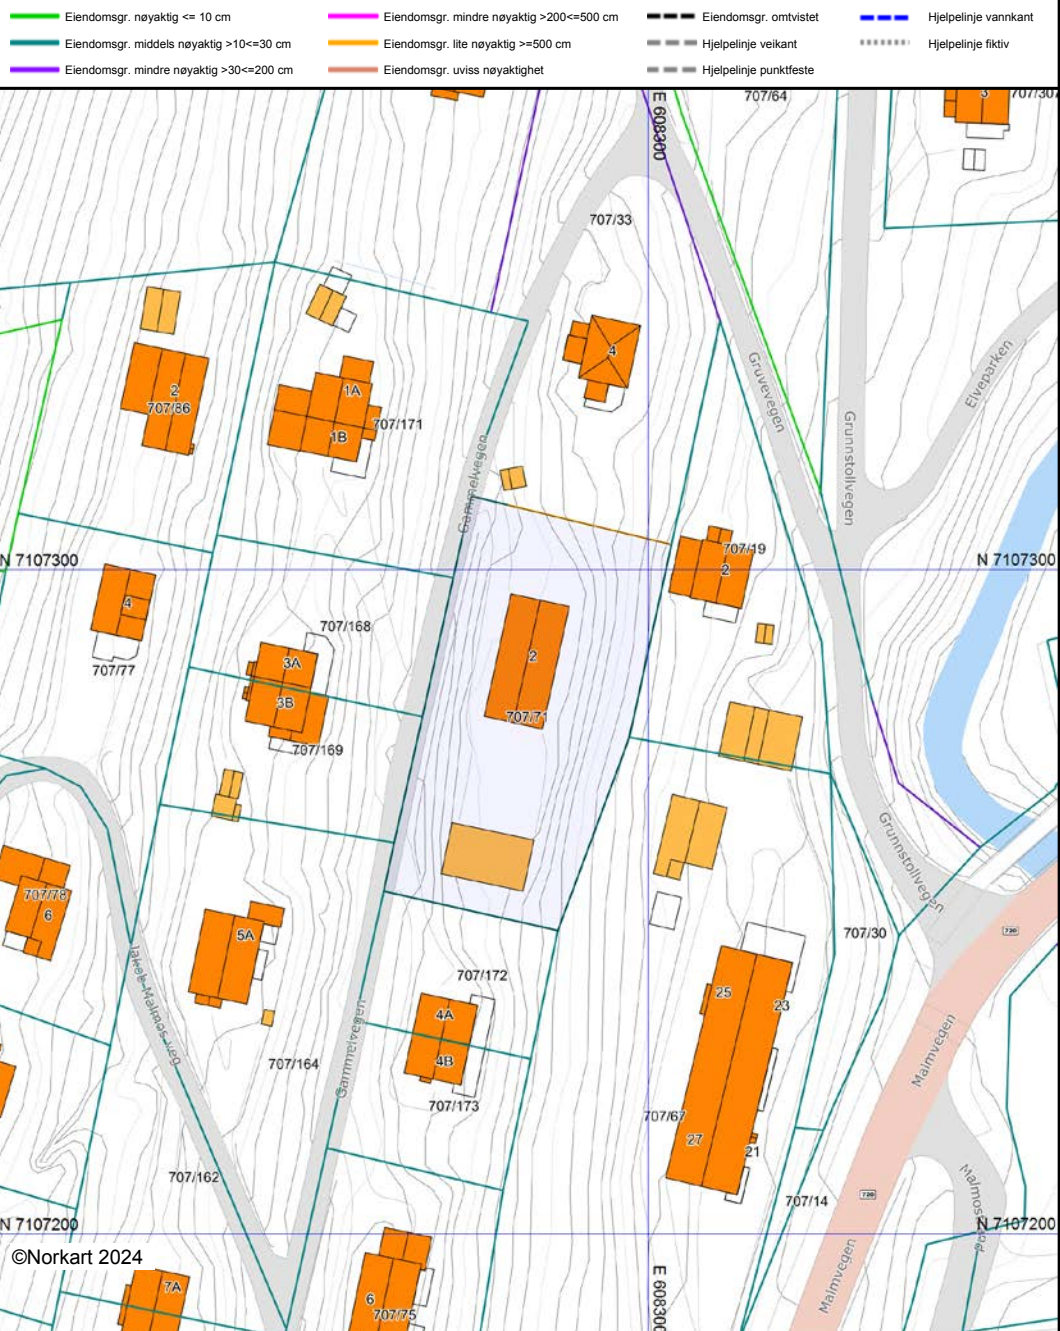 Eiendomsgr. nøyaktig <= 10 cm
Eiendomsgr. mindre nøyaktig >200<=500 cm
Eiendomsgr. omtvistet
Hjelpelinje vannkant
Eiendomsgr. middels nøyaktig >10<=30 cm
Eiendomsgr. lite nøyaktig >=500 cm
Hjelpelinje veikant
Hjelpelinje fiktiv
Eiendomsgr. mindre nøyaktig >30<=200 cm
Eiendomsgr. uviss nøyaktighet
Hjelpelinje punktfeste
707/64
3
707/307
E 608300
707/33
4
Gruvevegen
Elveparken
2
707/86
1A
1B
707/171
Grunnstollvegen
Gammelvegen
N 7107300
707/19
2
N 7107300
4
707/77
707/168
3A
3B
707/169
2
707/71
Grunnstollvegen
707/78
6
5A
707/30
720
Jakob Malmos veg
707/172
4A
4B
707/173
25
23
Malmvegen
Gammelvegen
707/164
707/67
27
21
707/162
707/14
720
Malmos veg
N 7107200
N 7107200
©Norkart 2024
7A
6
707/75
E 608300
Malmvegen